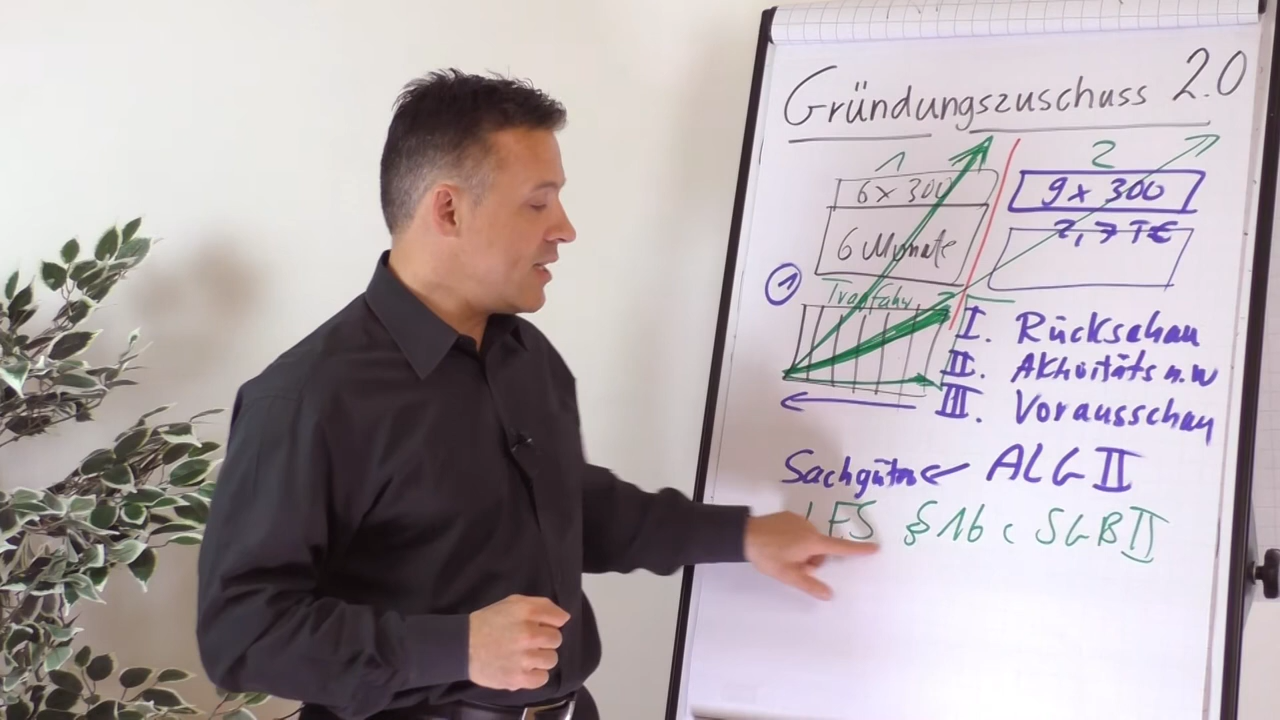 Gründungszuschuss 2.0
1
2
6 x 300
9 x 300
6 Monate
2,7 T€
1
I. Rückschau
II. Aktivitäts n.w
III. Vorausschau
Sachgüter ALG II
§ 16 c SGB II